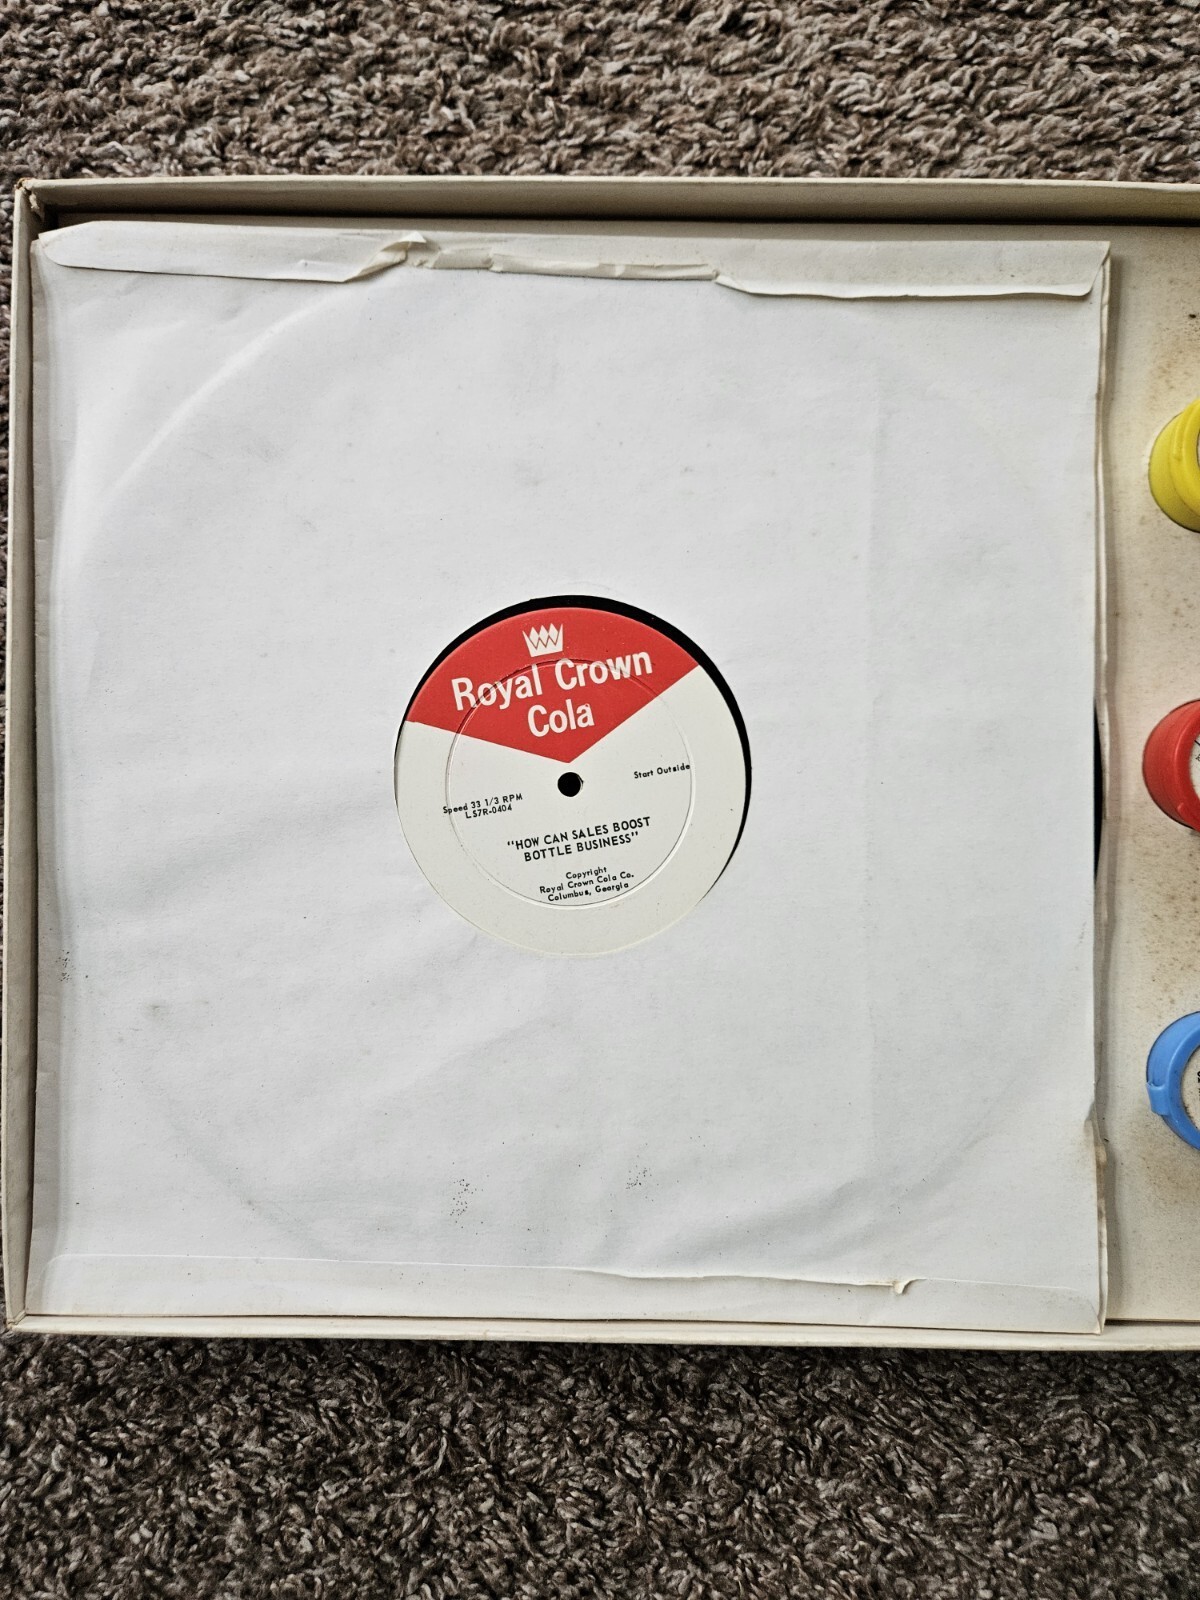 Royal Crown
Cola
Start Outside
Speed 33 1/3 RPM
L57R-0404
"HOW CAN SALES BOOST
BOTTLE BUSINESS"
Copyright
Royal Crown Cola Co.
Columbus, Georgia